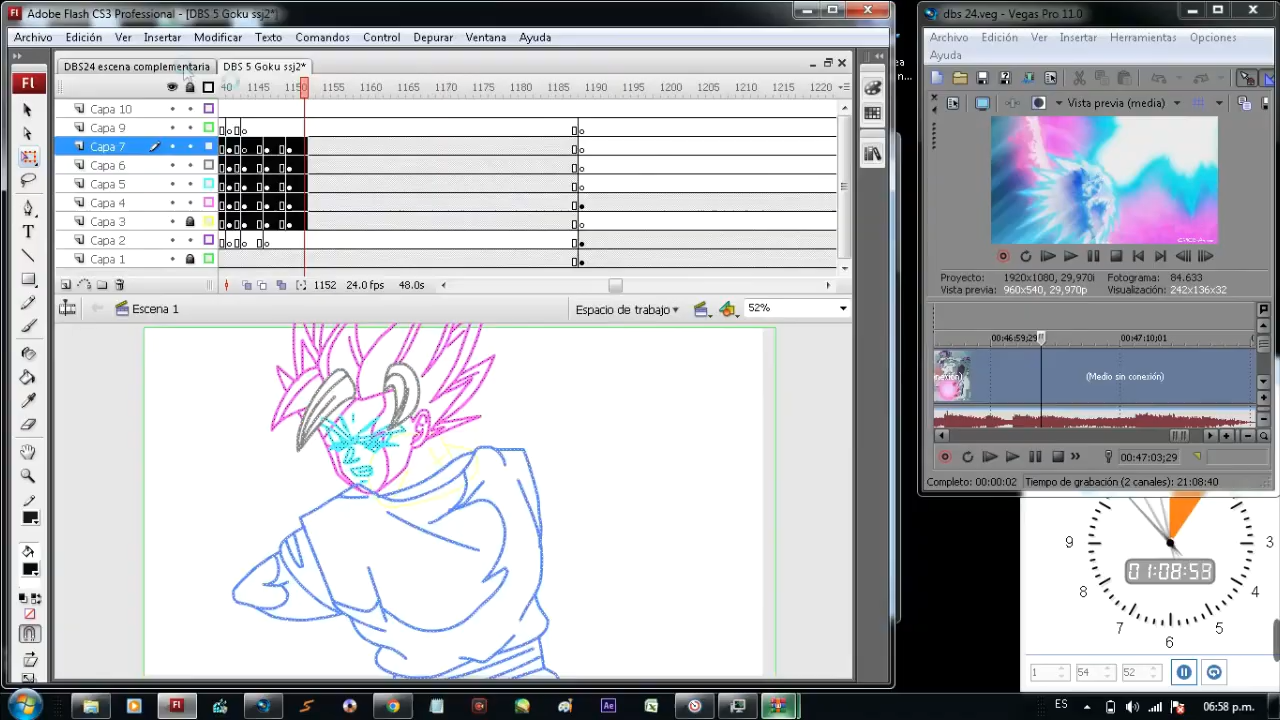 Adobe Flash CS3 Professional - [DBS 5 Goku ssj2*]
Archivo Edición Ver Insertar Modificar Texto Comandos Control Depurar Ventana Ayuda
DBS24 escena complementaria DBS 5 Goku ssj2*
40 1145 1150 1155 1160 1165 1170 1175 1180 1185 1190 1195 1200 1205 1210 1215 1220
Capa 10
Capa 9
Capa 7
Capa 6
Capa 5
Capa 4
Capa 3
Capa 2
Capa 1
1152 24.0 fps 48.0s
Escena 1 Espacio de trabajo 52%
dbs 24.veg - Vegas Pro 11.0
Archivo Edición Ver Insertar Herramientas Opciones
Ayuda
Vista previa (media)
Proyecto: 1920x1080, 29,970i Fotograma: 84.633
Vista previa: 960x540, 29,970p Visualización: 242x136x32
00:46:59;29 00:47:10;01
nexión) (Medio sin conexión)
00:47:03;29
Completo: 00:00:02 Tiempo de grabación (2 canales): 21:08:40
9 3
01:08:53
8 4
7 5
6
1 54 52
ES 06:58 p.m.